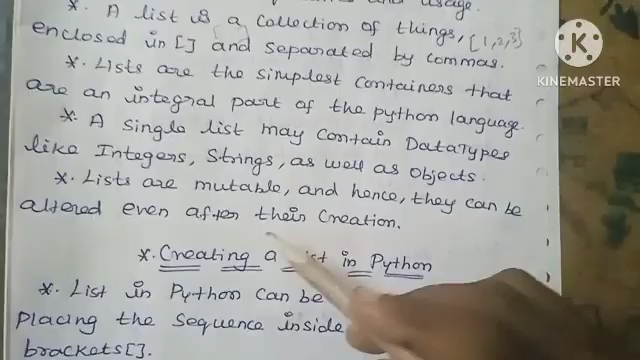 and usage.
*. A list is a collection of things, [1,2,3]
enclosed in [] and separated by commas.
*. Lists are the simplest containers that
are an integral part of the python language.
*. A single list may contain DataTypes
like Integers, Strings, as well as Objects.
*. Lists are mutable, and hence, they can be
altered even after their Creation.
*. Creating a List in Python
*. List in Python can be
placing the sequence inside
brackets[].
KINEMASTER